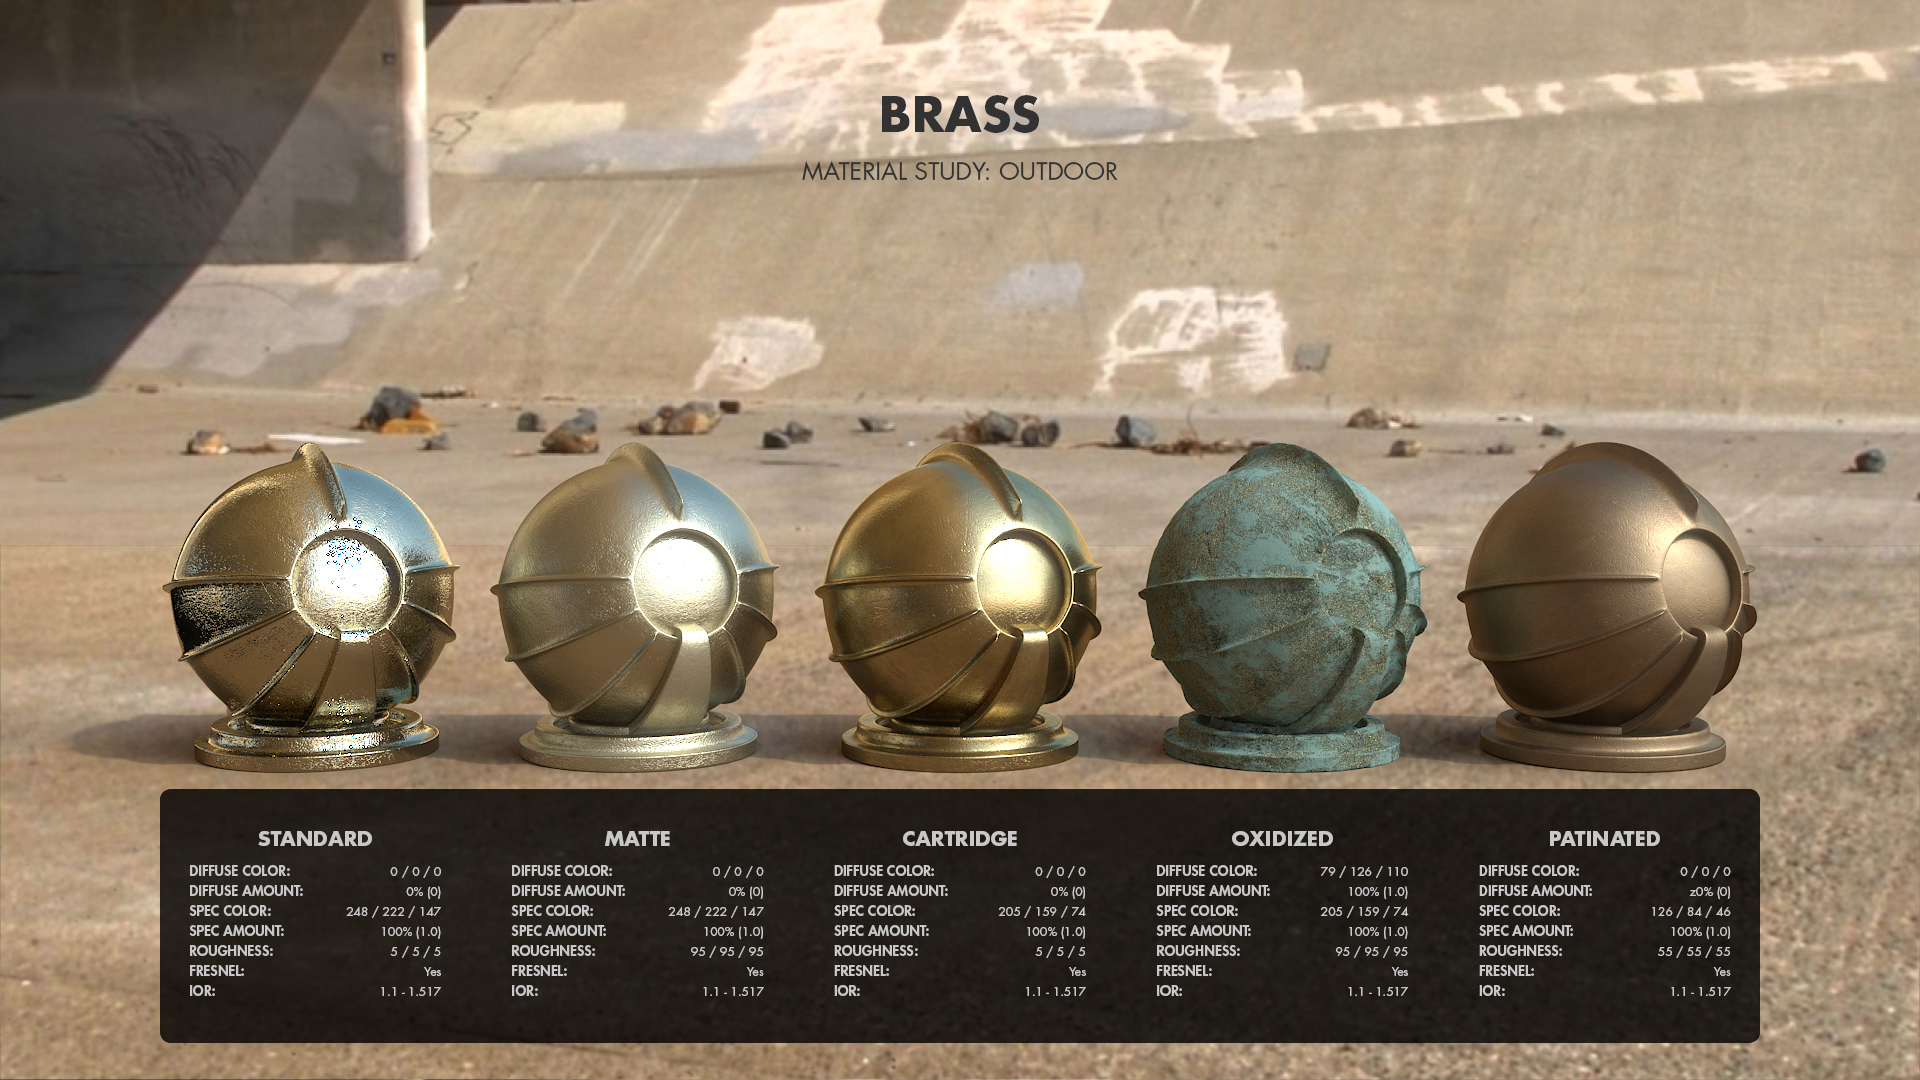 BRASS
MATERIAL STUDY: OUTDOOR
STANDARD
DIFFUSE COLOR: 0 / 0 / 0
DIFFUSE AMOUNT: 0% (0)
SPEC COLOR: 248 / 222 / 147
SPEC AMOUNT: 100% (1.0)
ROUGHNESS: 5 / 5 / 5
FRESNEL: Yes
IOR: 1.1 - 1.517
MATTE
DIFFUSE COLOR: 0 / 0 / 0
DIFFUSE AMOUNT: 0% (0)
SPEC COLOR: 248 / 222 / 147
SPEC AMOUNT: 100% (1.0)
ROUGHNESS: 95 / 95 / 95
FRESNEL: Yes
IOR: 1.1 - 1.517
CARTRIDGE
DIFFUSE COLOR: 0 / 0 / 0
DIFFUSE AMOUNT: 0% (0)
SPEC COLOR: 205 / 159 / 74
SPEC AMOUNT: 100% (1.0)
ROUGHNESS: 5 / 5 / 5
FRESNEL: Yes
IOR: 1.1 - 1.517
OXIDIZED
DIFFUSE COLOR: 79 / 126 / 110
DIFFUSE AMOUNT: 100% (1.0)
SPEC COLOR: 205 / 159 / 74
SPEC AMOUNT: 100% (1.0)
ROUGHNESS: 95 / 95 / 95
FRESNEL: Yes
IOR: 1.1 - 1.517
PATINATED
DIFFUSE COLOR: 0 / 0 / 0
DIFFUSE AMOUNT: z0% (0)
SPEC COLOR: 126 / 84 / 46
SPEC AMOUNT: 100% (1.0)
ROUGHNESS: 55 / 55 / 55
FRESNEL: Yes
IOR: 1.1 - 1.517